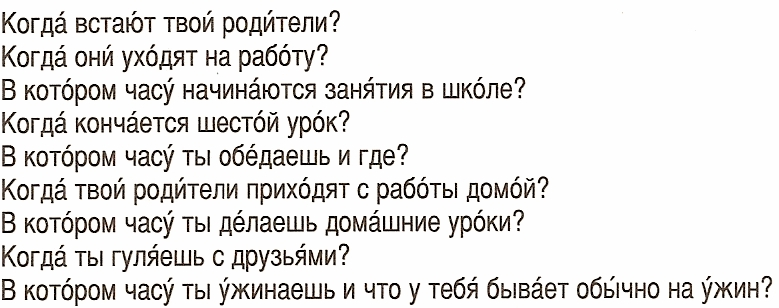 Когда́ встаю́т твои́ роди́тели?
Когда́ они́ ухо́дят на рабо́ту?
В кото́ром часу́ начина́ются заня́тия в шко́ле?
Когда́ конча́ется шесто́й уро́к?
В кото́ром часу́ ты обе́даешь и где?
Когда́ твои́ роди́тели прихо́дят с рабо́ты домо́й?
В кото́ром часу́ ты де́лаешь дома́шние уро́ки?
Когда́ ты гуля́ешь с друзья́ми?
В кото́ром часу́ ты у́жинаешь и что у тебя́ быва́ет обы́чно на у́жин?